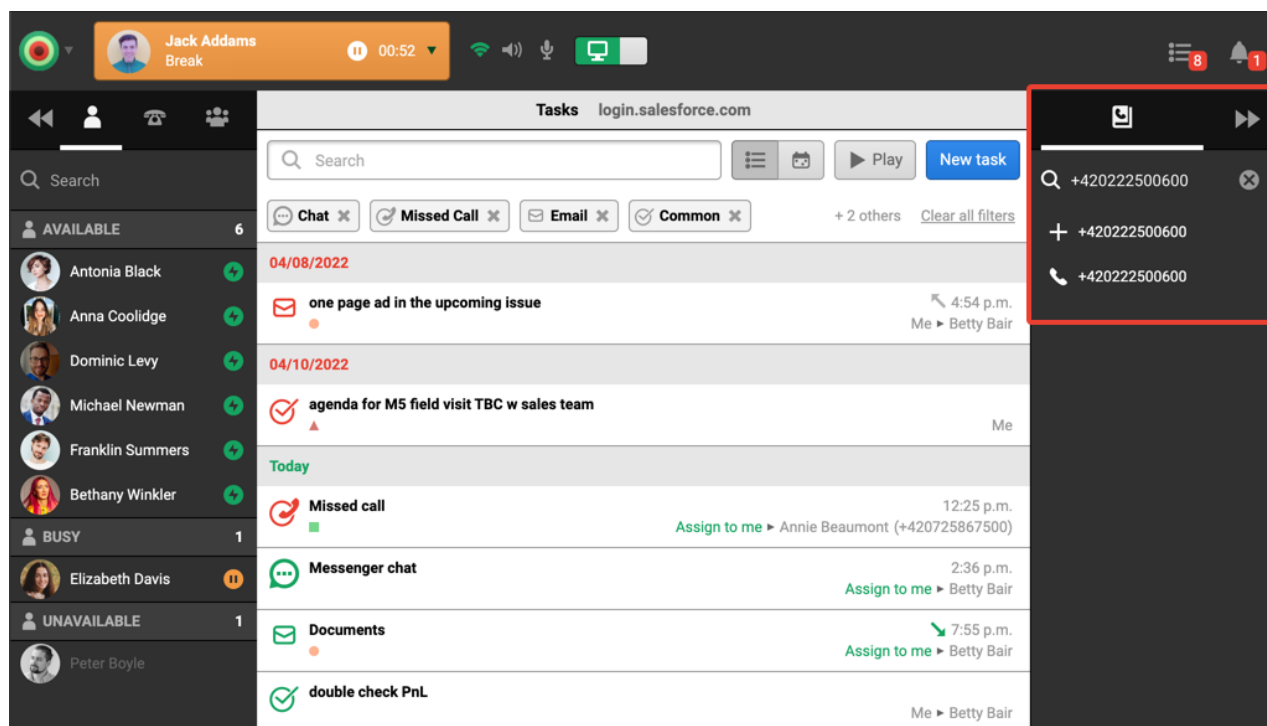 Jack Addams
Break
00:52
8
1
Tasks login.salesforce.com
Search
AVAILABLE 6
Antonia Black
Anna Coolidge
Dominic Levy
Michael Newman
Franklin Summers
Bethany Winkler
BUSY 1
Elizabeth Davis
UNAVAILABLE 1
Peter Boyle
Search
Play
New task
Chat
Missed Call
Email
Common
+ 2 others
Clear all filters
04/08/2022
one page ad in the upcoming issue
4:54 p.m.
Me ▸ Betty Bair
04/10/2022
agenda for M5 field visit TBC w sales team
Me
Today
Missed call
12:25 p.m.
Assign to me ▸ Annie Beaumont (+420725867500)
Messenger chat
2:36 p.m.
Assign to me ▸ Betty Bair
Documents
7:55 p.m.
Assign to me ▸ Betty Bair
double check PnL
Me ▸ Betty Bair
+420222500600
+420222500600
+420222500600